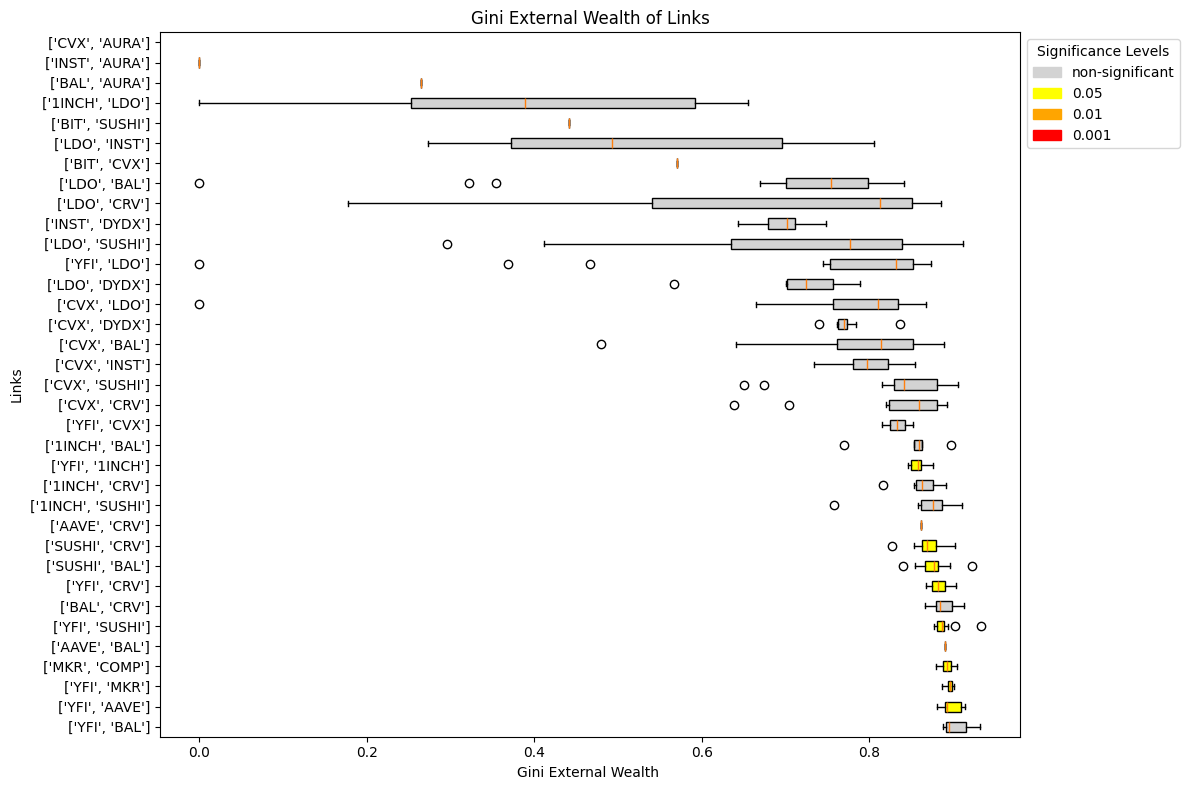 Gini External Wealth of Links
['CVX', 'AURA']
['INST', 'AURA']
['BAL', 'AURA']
['1INCH', 'LDO']
['BIT', 'SUSHI']
['LDO', 'INST']
['BIT', 'CVX']
['LDO', 'BAL']
['LDO', 'CRV']
['INST', 'DYDX']
['LDO', 'SUSHI']
['YFI', 'LDO']
['LDO', 'DYDX']
['CVX', 'LDO']
['CVX', 'DYDX']
['CVX', 'BAL']
['CVX', 'INST']
['CVX', 'SUSHI']
['CVX', 'CRV']
['YFI', 'CVX']
['1INCH', 'BAL']
['YFI', '1INCH']
['1INCH', 'CRV']
['1INCH', 'SUSHI']
['AAVE', 'CRV']
['SUSHI', 'CRV']
['SUSHI', 'BAL']
['YFI', 'CRV']
['BAL', 'CRV']
['YFI', 'SUSHI']
['AAVE', 'BAL']
['MKR', 'COMP']
['YFI', 'MKR']
['YFI', 'AAVE']
['YFI', 'BAL']
Links
0.0 0.2 0.4 0.6 0.8
Gini External Wealth
Significance Levels
non-significant
0.05
0.01
0.001